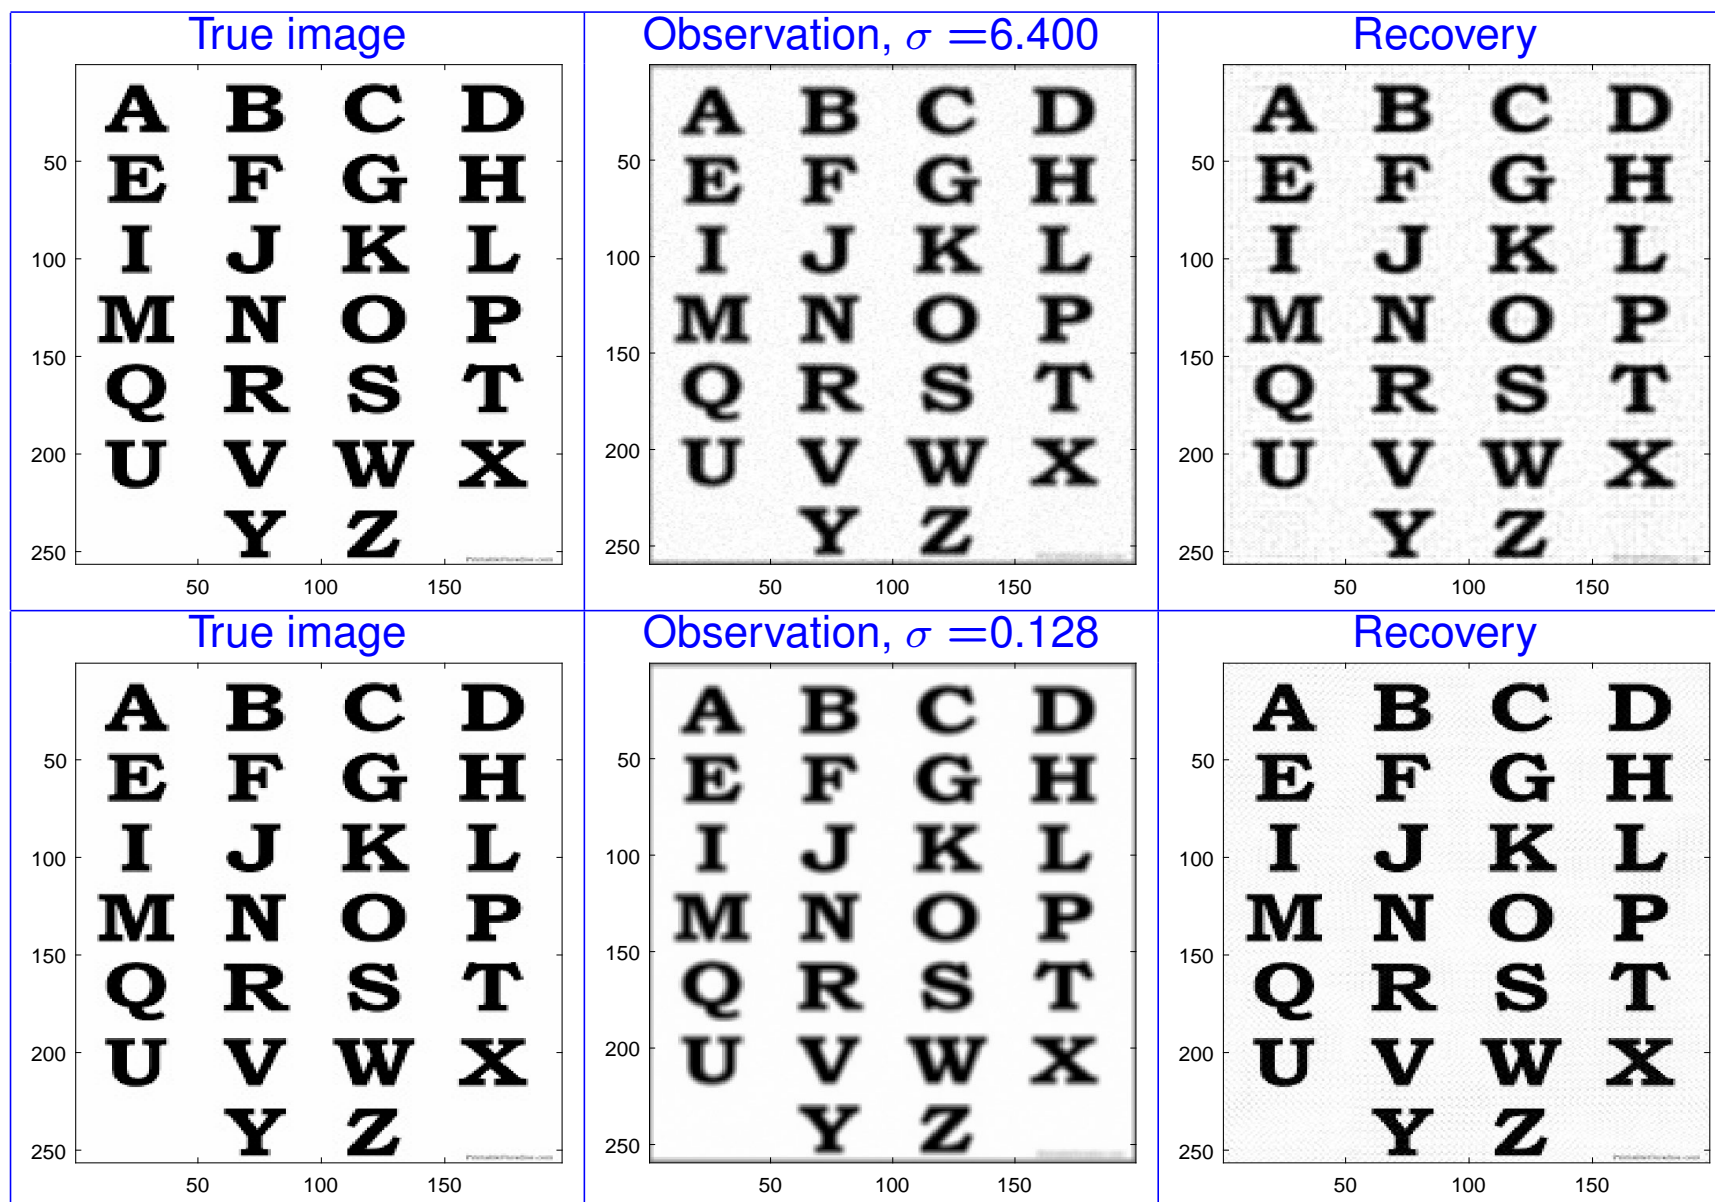 True image Observation, σ =6.400 Recovery
A B C D A B C D A B C D
50 E F G H 50 E F G H 50 E F G H
100 I J K L 100 I J K L 100 I J K L
M N O P M N O P M N O P
150 150 150
Q R S T Q R S T Q R S T
200 U V W X 200 U V W X 200 U V W X
250 Y Z 250 Y Z 250 Y Z
50 100 150 50 100 150 50 100 150
True image Observation, σ =0.128 Recovery
A B C D A B C D A B C D
50 E F G H 50 E F G H 50 E F G H
100 I J K L 100 I J K L 100 I J K L
M N O P M N O P M N O P
150 150 150
Q R S T Q R S T Q R S T
200 U V W X 200 U V W X 200 U V W X
250 Y Z 250 Y Z 250 Y Z
50 100 150 50 100 150 50 100 150